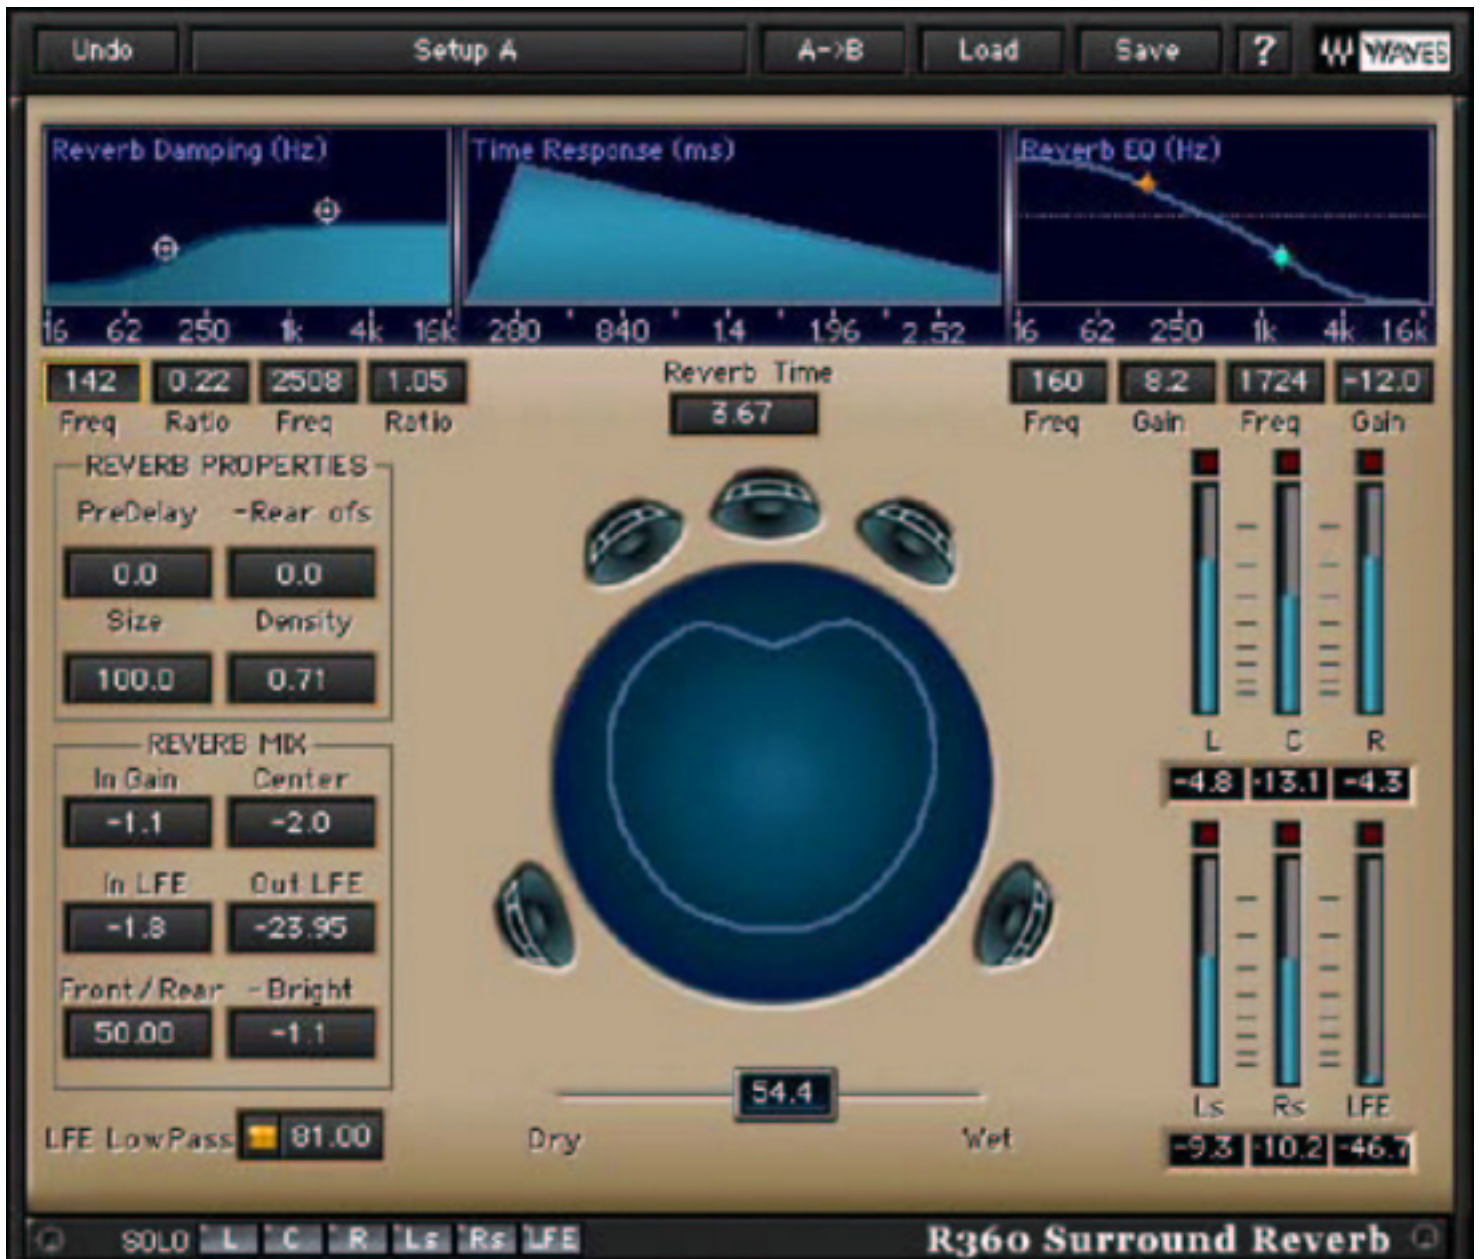 Undo Setup A A->B Load Save ? WAVES
Reverb Damping (Hz) Time Response (ms) Reverb EQ (Hz)
16 62 250 1k 4k 16k 280 840 1.4 1.96 2.52 16 62 250 1k 4k 16k
142 0.22 2508 1.05 Reverb Time 160 8.2 1724 -12.0
Freq Ratio Freq Ratio 3.67 Freq Gain Freq Gain
REVERB PROPERTIES
PreDelay -Rear ofs
0.0 0.0
Size Density
100.0 0.71
REVERB MIX
In Gain Center
-1.1 -2.0
In LFE Out LFE
-1.8 -23.95
Front/Rear -Bright
50.00 -1.1
LFE LowPass 81.00
54.4
Dry Wet
L C R
-4.8 -13.1 -4.3
Ls Rs LFE
-9.3 -10.2 -46.7
SOLO L C R Ls Rs LFE R360 Surround Reverb